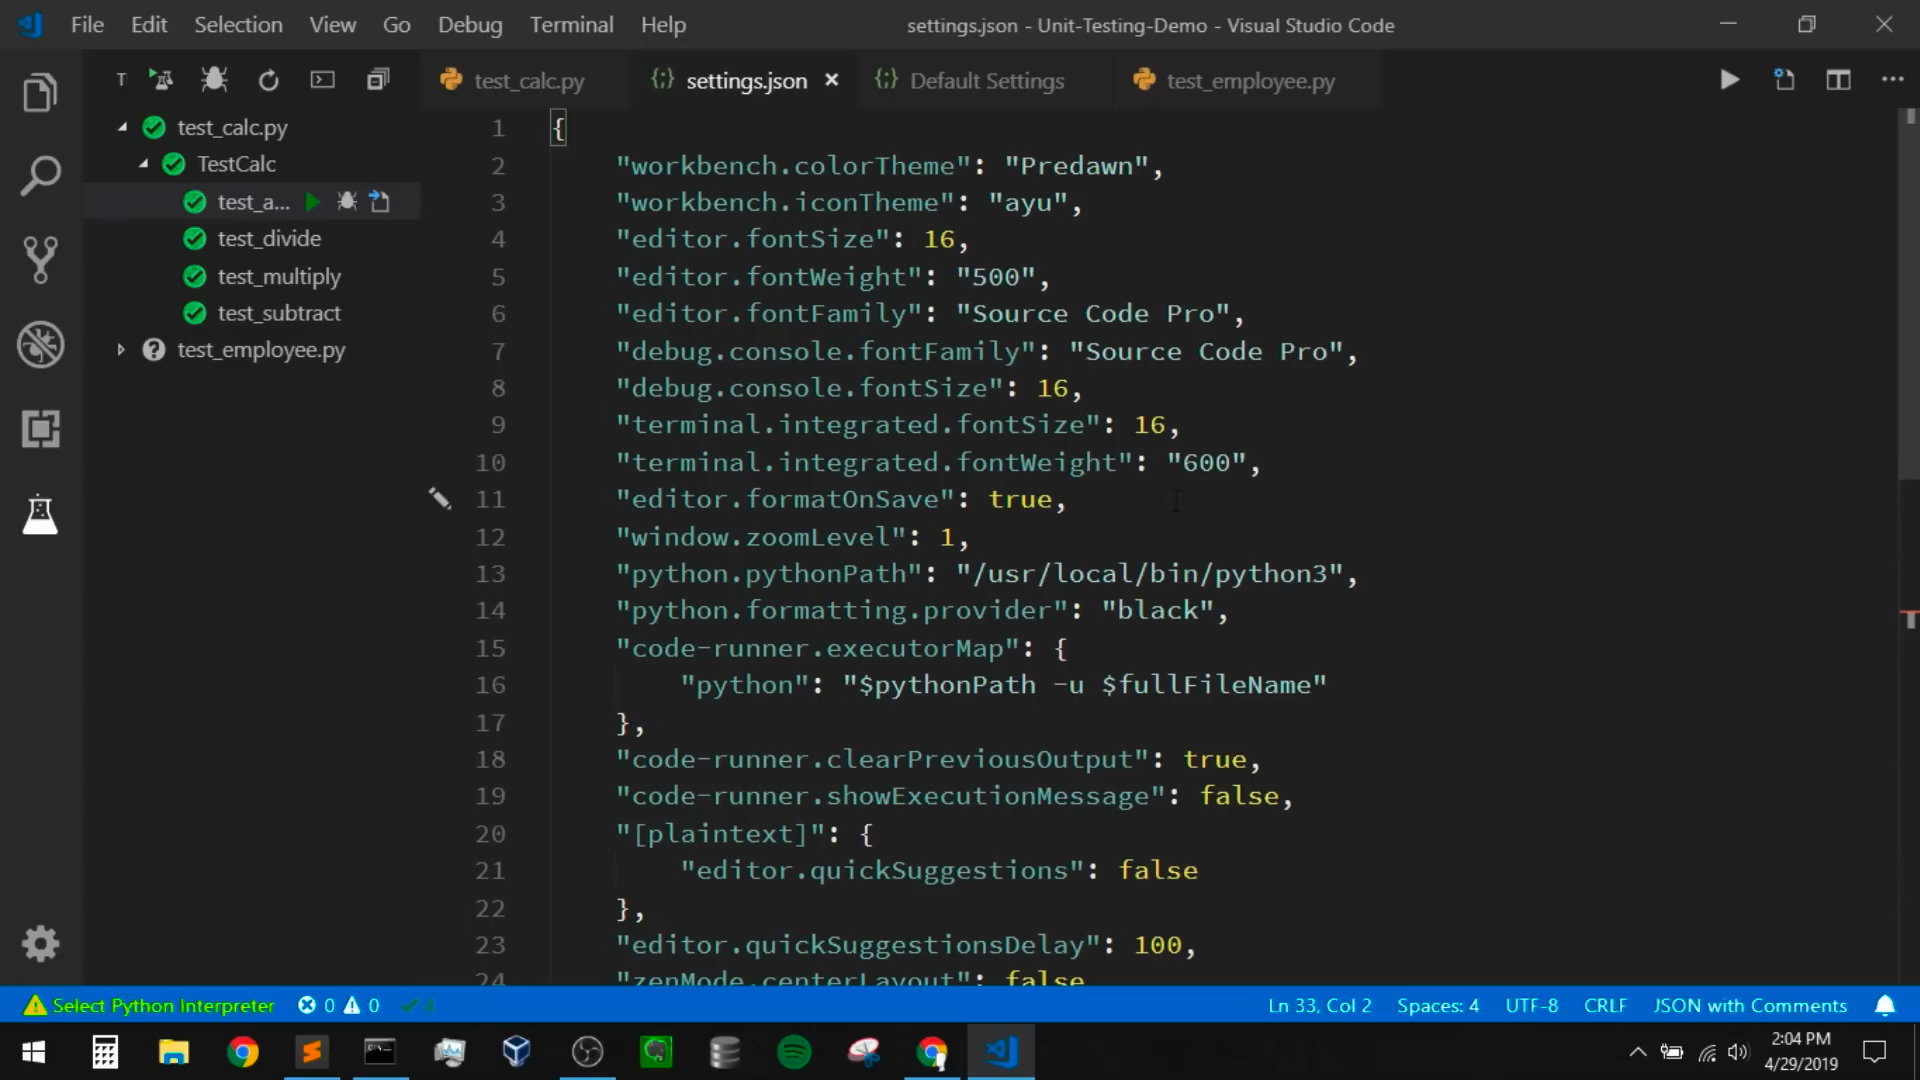 File Edit Selection View Go Debug Terminal Help
settings.json - Unit-Testing-Demo - Visual Studio Code
T
test_calc.py
settings.json
Default Settings
test_employee.py
test_calc.py
TestCalc
test_a...
test_divide
test_multiply
test_subtract
test_employee.py
1 {
2 "workbench.colorTheme": "Predawn",
3 "workbench.iconTheme": "ayu",
4 "editor.fontSize": 16,
5 "editor.fontWeight": "500",
6 "editor.fontFamily": "Source Code Pro",
7 "debug.console.fontFamily": "Source Code Pro",
8 "debug.console.fontSize": 16,
9 "terminal.integrated.fontSize": 16,
10 "terminal.integrated.fontWeight": "600",
11 "editor.formatOnSave": true,
12 "window.zoomLevel": 1,
13 "python.pythonPath": "/usr/local/bin/python3",
14 "python.formatting.provider": "black",
15 "code-runner.executorMap": {
16 "python": "$pythonPath -u $fullFileName"
17 },
18 "code-runner.clearPreviousOutput": true,
19 "code-runner.showExecutionMessage": false,
20 "[plaintext]": {
21 "editor.quickSuggestions": false
22 },
23 "editor.quickSuggestionsDelay": 100,
24 "zenMode.centerLayout": false
Select Python Interpreter 0 0
Ln 33, Col 2 Spaces: 4 UTF-8 CRLF JSON with Comments
2:04 PM
4/29/2019